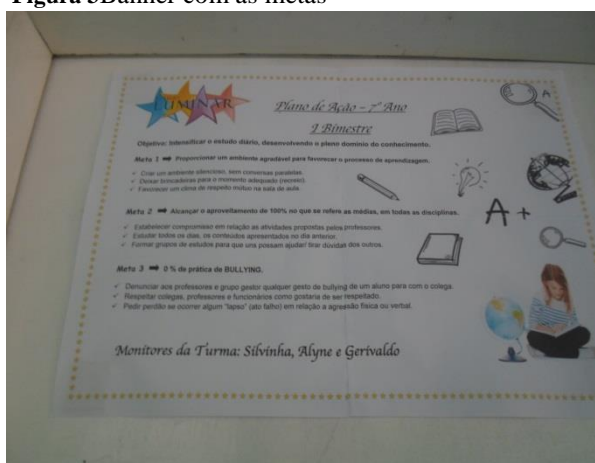 Figura 5Banner com as metas
LUMINAR
Plano de Ação – 7º Ano
I Bimestre
Objetivo: Intensificar o estudo diário, desenvolvendo o pleno domínio do conhecimento.
Meta 1 ➡ Proporcionar um ambiente agradável para favorecer o processo de aprendizagem.
✓ Criar um ambiente silencioso, sem conversas paralelas.
✓ Deixar brincadeiras para o momento adequado (recreio).
✓ Favorecer um clima de respeito mútuo na sala de aula.
Meta 2 ➡ Alcançar o aproveitamento de 100% no que se refere as médias, em todas as disciplinas.
✓ Estabelecer compromisso em relação as atividades propostas pelos professores.
✓ Estudar todos os dias, os conteúdos apresentados no dia anterior.
✓ Formar grupos de estudos para que uns possam ajudar/ tirar dúvidas dos outros.
Meta 3 ➡ 0 % de prática de BULLYING.
✓ Denunciar aos professores e grupo gestor qualquer gesto de bullying de um aluno para com o colega.
✓ Respeitar colegas, professores e funcionários como gostaria de ser respeitado.
✓ Pedir perdão se ocorrer algum "lapso" (ato falho) em relação a agressão física ou verbal.
Monitores da Turma: Silvinha, Alyne e Gerivaldo
A
A+